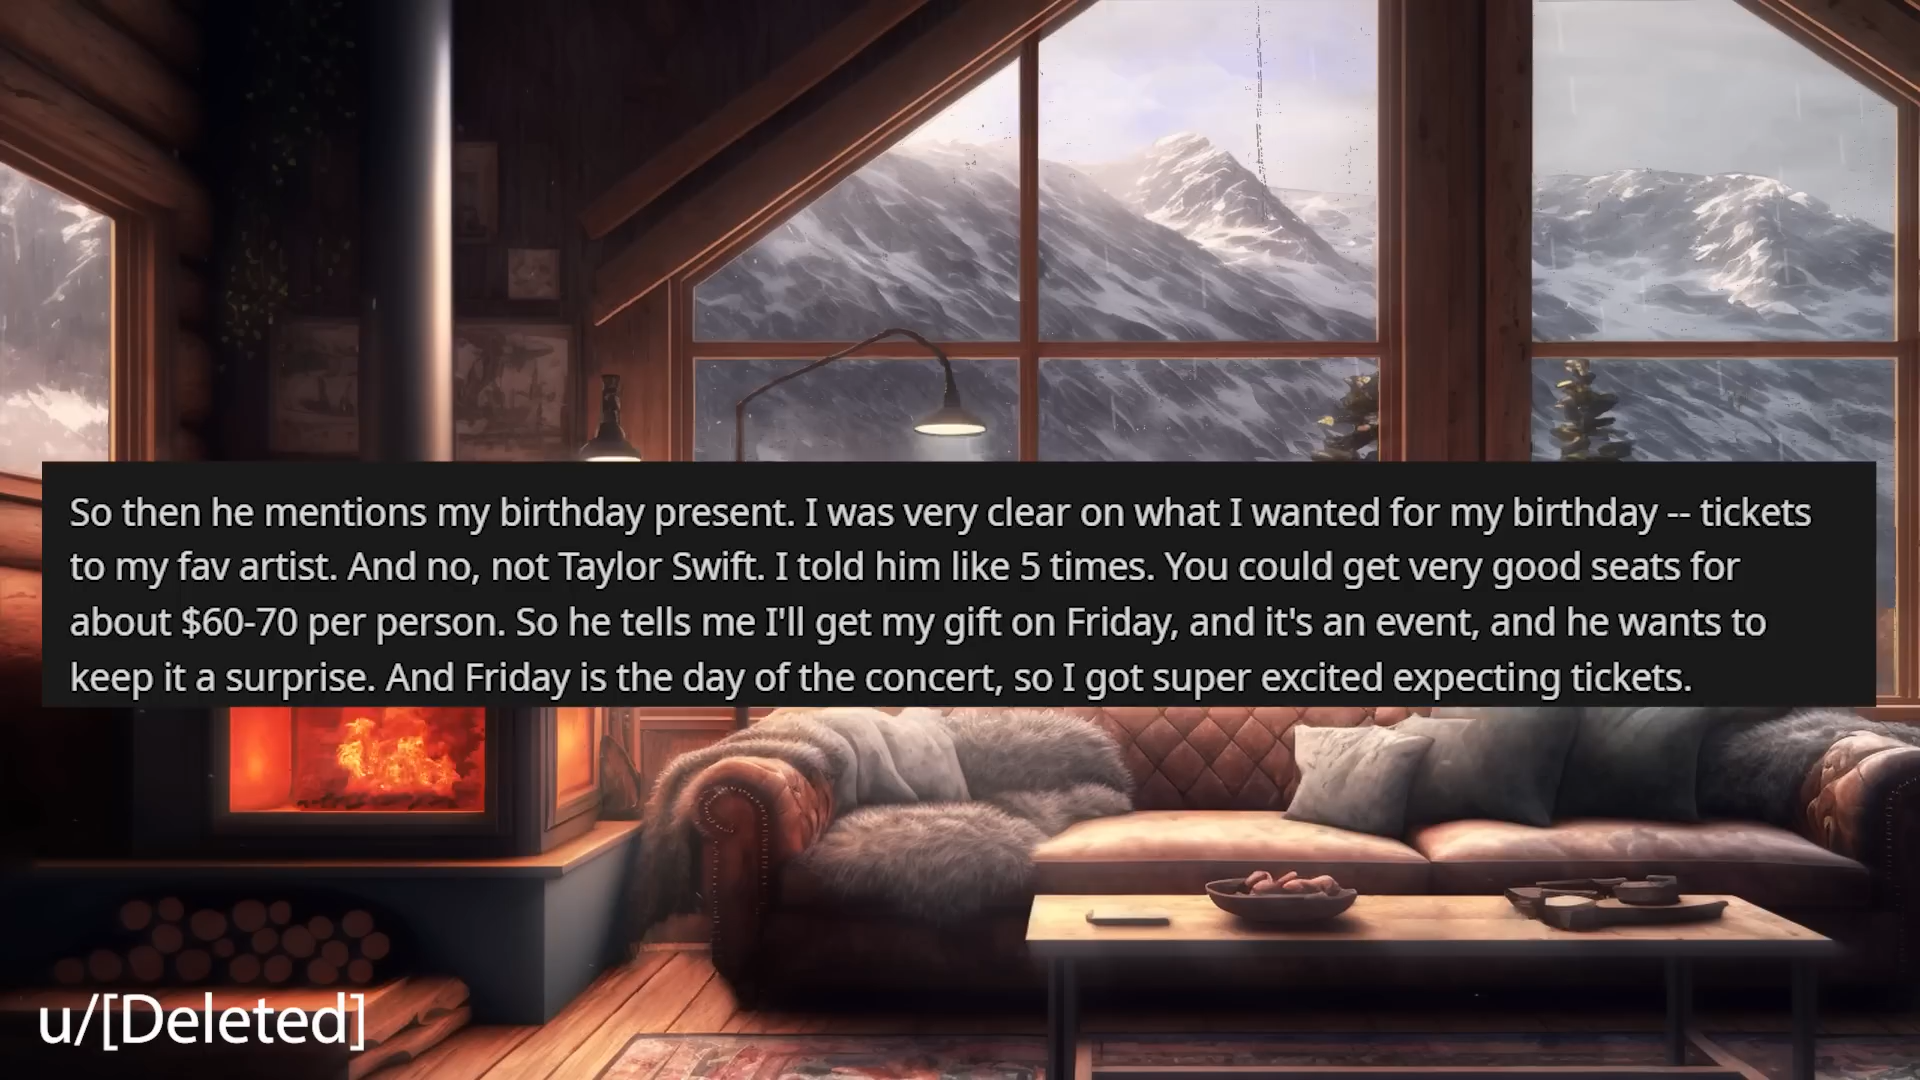 So then he mentions my birthday present. I was very clear on what I wanted for my birthday -- tickets
to my fav artist. And no, not Taylor Swift. I told him like 5 times. You could get very good seats for
about $60-70 per person. So he tells me I'll get my gift on Friday, and it's an event, and he wants to
keep it a surprise. And Friday is the day of the concert, so I got super excited expecting tickets.
u/[Deleted]